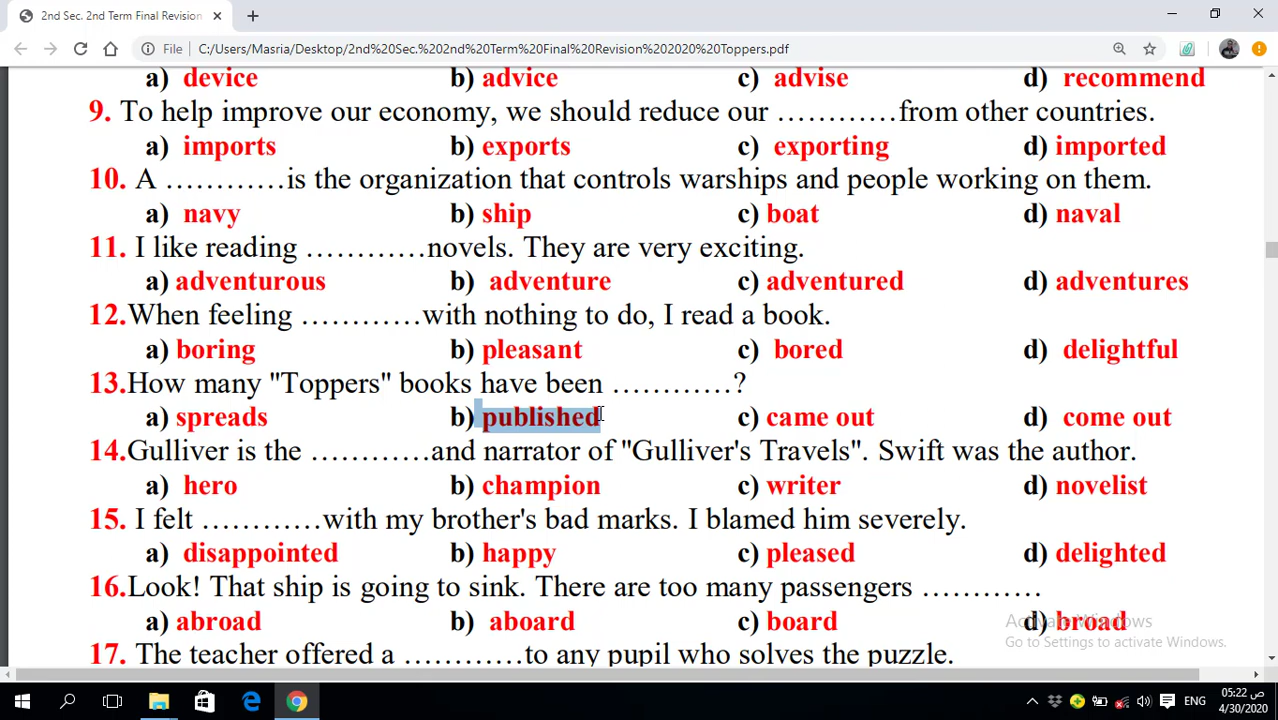 2nd Sec. 2nd Term Final Revision
File C:/Users/Masria/Desktop/2nd%20Sec.%202nd%20Term%20Final%20Revision%202020%20Toppers.pdf
a) device b) advice c) advise d) recommend
9. To help improve our economy, we should reduce our …………from other countries.
a) imports b) exports c) exporting d) imported
10. A …………is the organization that controls warships and people working on them.
a) navy b) ship c) boat d) naval
11. I like reading …………novels. They are very exciting.
a) adventurous b) adventure c) adventured d) adventures
12.When feeling …………with nothing to do, I read a book.
a) boring b) pleasant c) bored d) delightful
13.How many "Toppers" books have been …………?
a) spreads b) published c) came out d) come out
14.Gulliver is the …………and narrator of "Gulliver's Travels". Swift was the author.
a) hero b) champion c) writer d) novelist
15. I felt …………with my brother's bad marks. I blamed him severely.
a) disappointed b) happy c) pleased d) delighted
16.Look! That ship is going to sink. There are too many passengers …………
a) abroad b) aboard c) board d) broad
Activate Windows
Go to Settings to activate Windows.
17. The teacher offered a …………to any pupil who solves the puzzle.
ENG
05:22 ص
4/30/2020